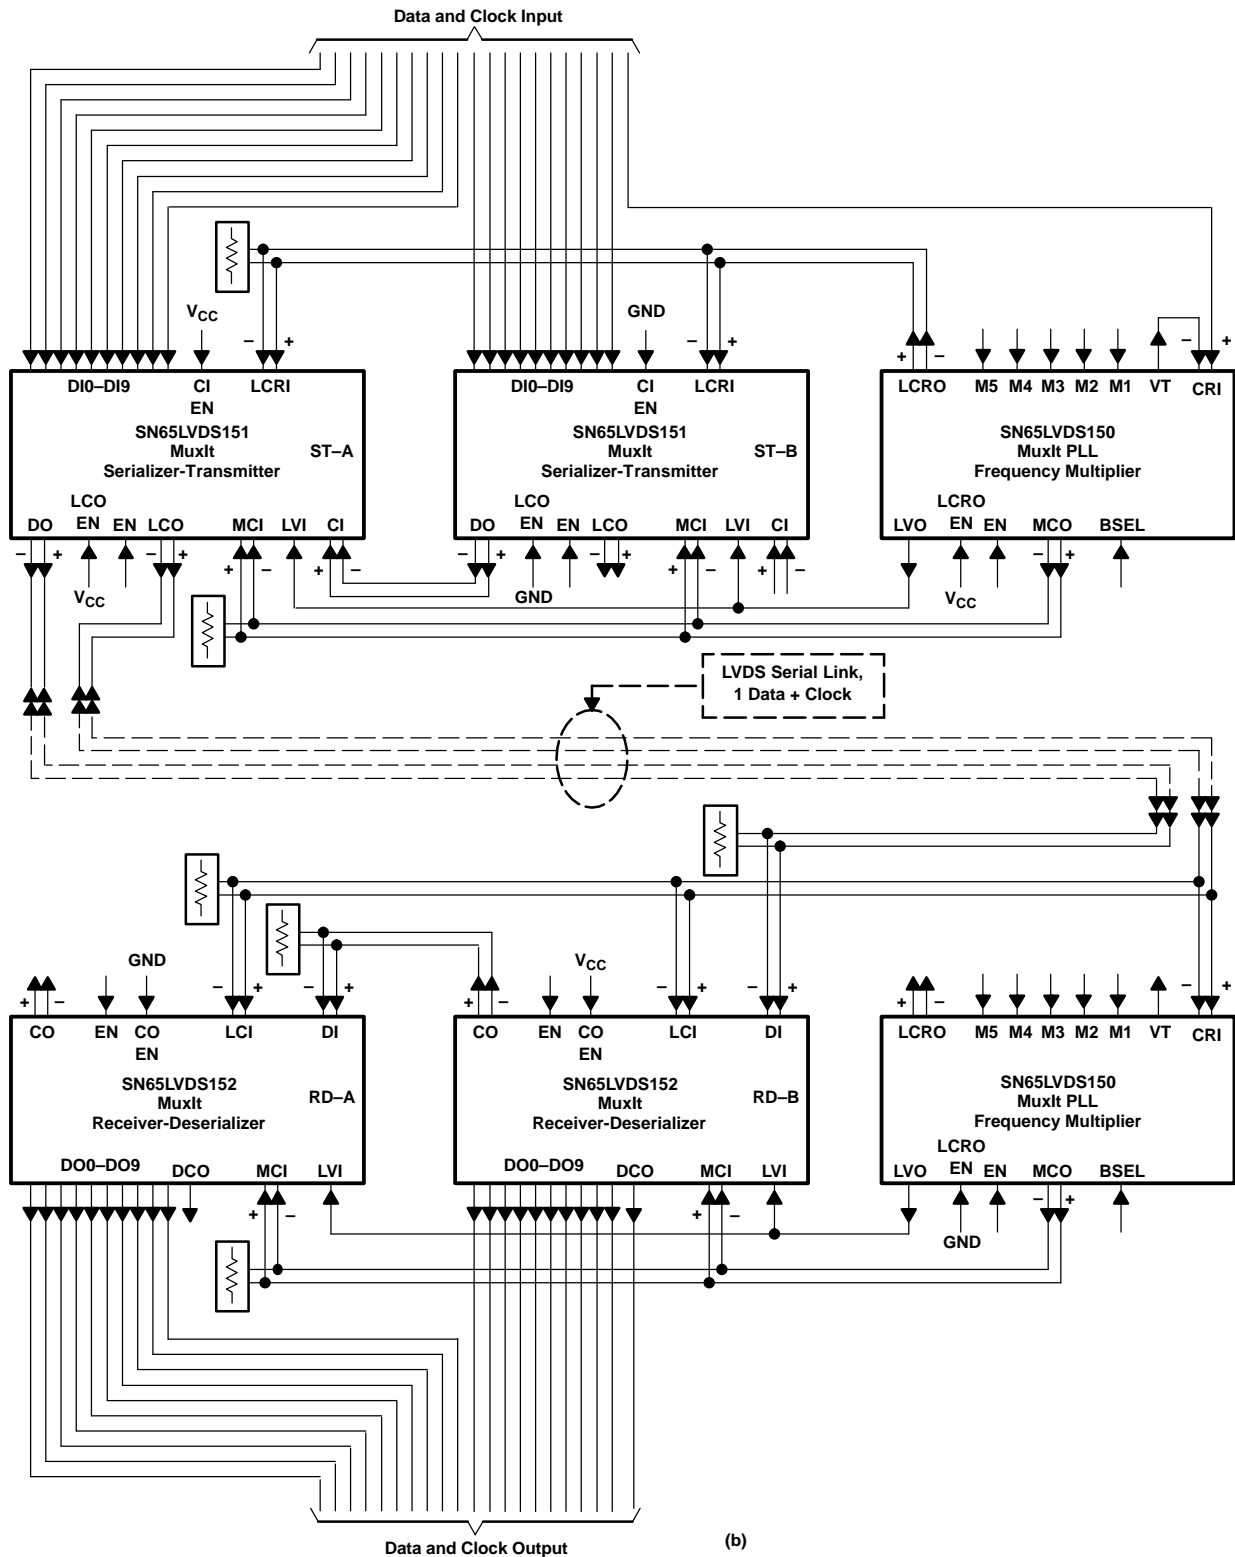 Data and Clock Input
VCC
GND
– +
– +
+ –
– +
DI0–DI9 CI EN LCRI
SN65LVDS151
MuxIt
Serializer-Transmitter
ST–A
DO LCO EN EN LCO MCI LVI CI
DI0–DI9 CI EN LCRI
SN65LVDS151
MuxIt
Serializer-Transmitter
ST–B
DO LCO EN EN LCO MCI LVI CI
LCRO M5 M4 M3 M2 M1 VT CRI
SN65LVDS150
MuxIt PLL
Frequency Multiplier
LVO LCRO EN EN MCO BSEL
– + – + + – + –
– + + – + –
– +
VCC
GND
VCC
LVDS Serial Link,
1 Data + Clock
GND
VCC
+ – – + – +
+ – – + – +
+ – – +
CO EN CO EN LCI DI
SN65LVDS152
MuxIt
Receiver-Deserializer
RD–A
DO0–DO9 DCO MCI LVI
CO EN CO EN LCI DI
SN65LVDS152
MuxIt
Receiver-Deserializer
RD–B
DO0–DO9 DCO MCI LVI
LCRO M5 M4 M3 M2 M1 VT CRI
SN65LVDS150
MuxIt PLL
Frequency Multiplier
LVO LCRO EN EN MCO BSEL
+ –
+ –
– +
GND
Data and Clock Output
(b)